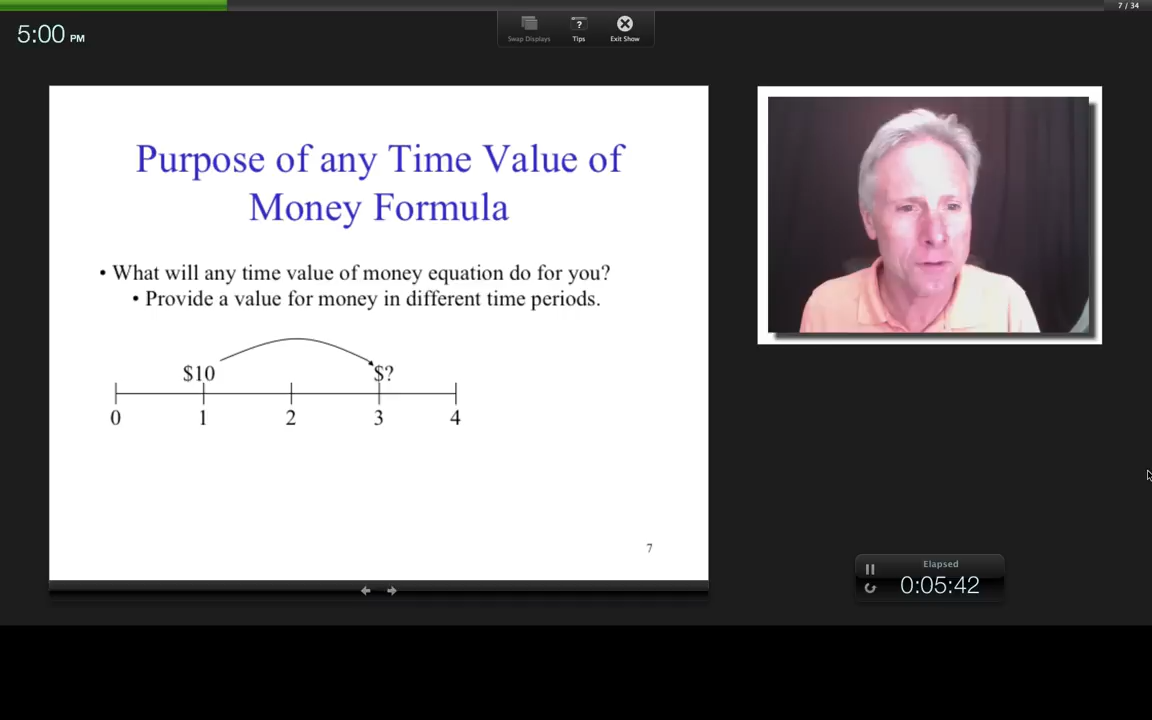 7 / 34
5:00 PM
Swap Displays
?
Tips
Exit Show
Purpose of any Time Value of
Money Formula
• What will any time value of money equation do for you?
• Provide a value for money in different time periods.
$10 $?
0 1 2 3 4
7
Elapsed
0:05:42